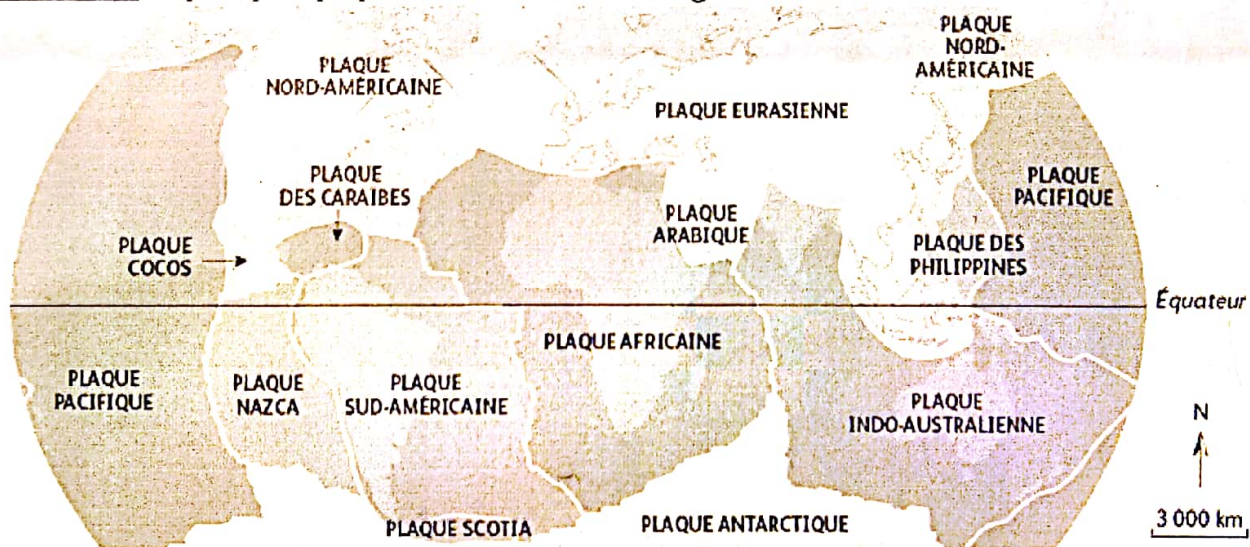 PLAQUE
NORD-AMÉRICAINE
PLAQUE
NORD-
AMÉRICAINE
PLAQUE EURASIENNE
PLAQUE
DES CARAÏBES
PLAQUE
COCOS
PLAQUE
ARABIQUE
PLAQUE DES
PHILIPPINES
PLAQUE
PACIFIQUE
Équateur
PLAQUE
PACIFIQUE
PLAQUE
NAZCA
PLAQUE
SUD-AMÉRICAINE
PLAQUE AFRICAINE
PLAQUE
INDO-AUSTRALIENNE
PLAQUE SCOTIA
PLAQUE ANTARCTIQUE
N
3 000 km